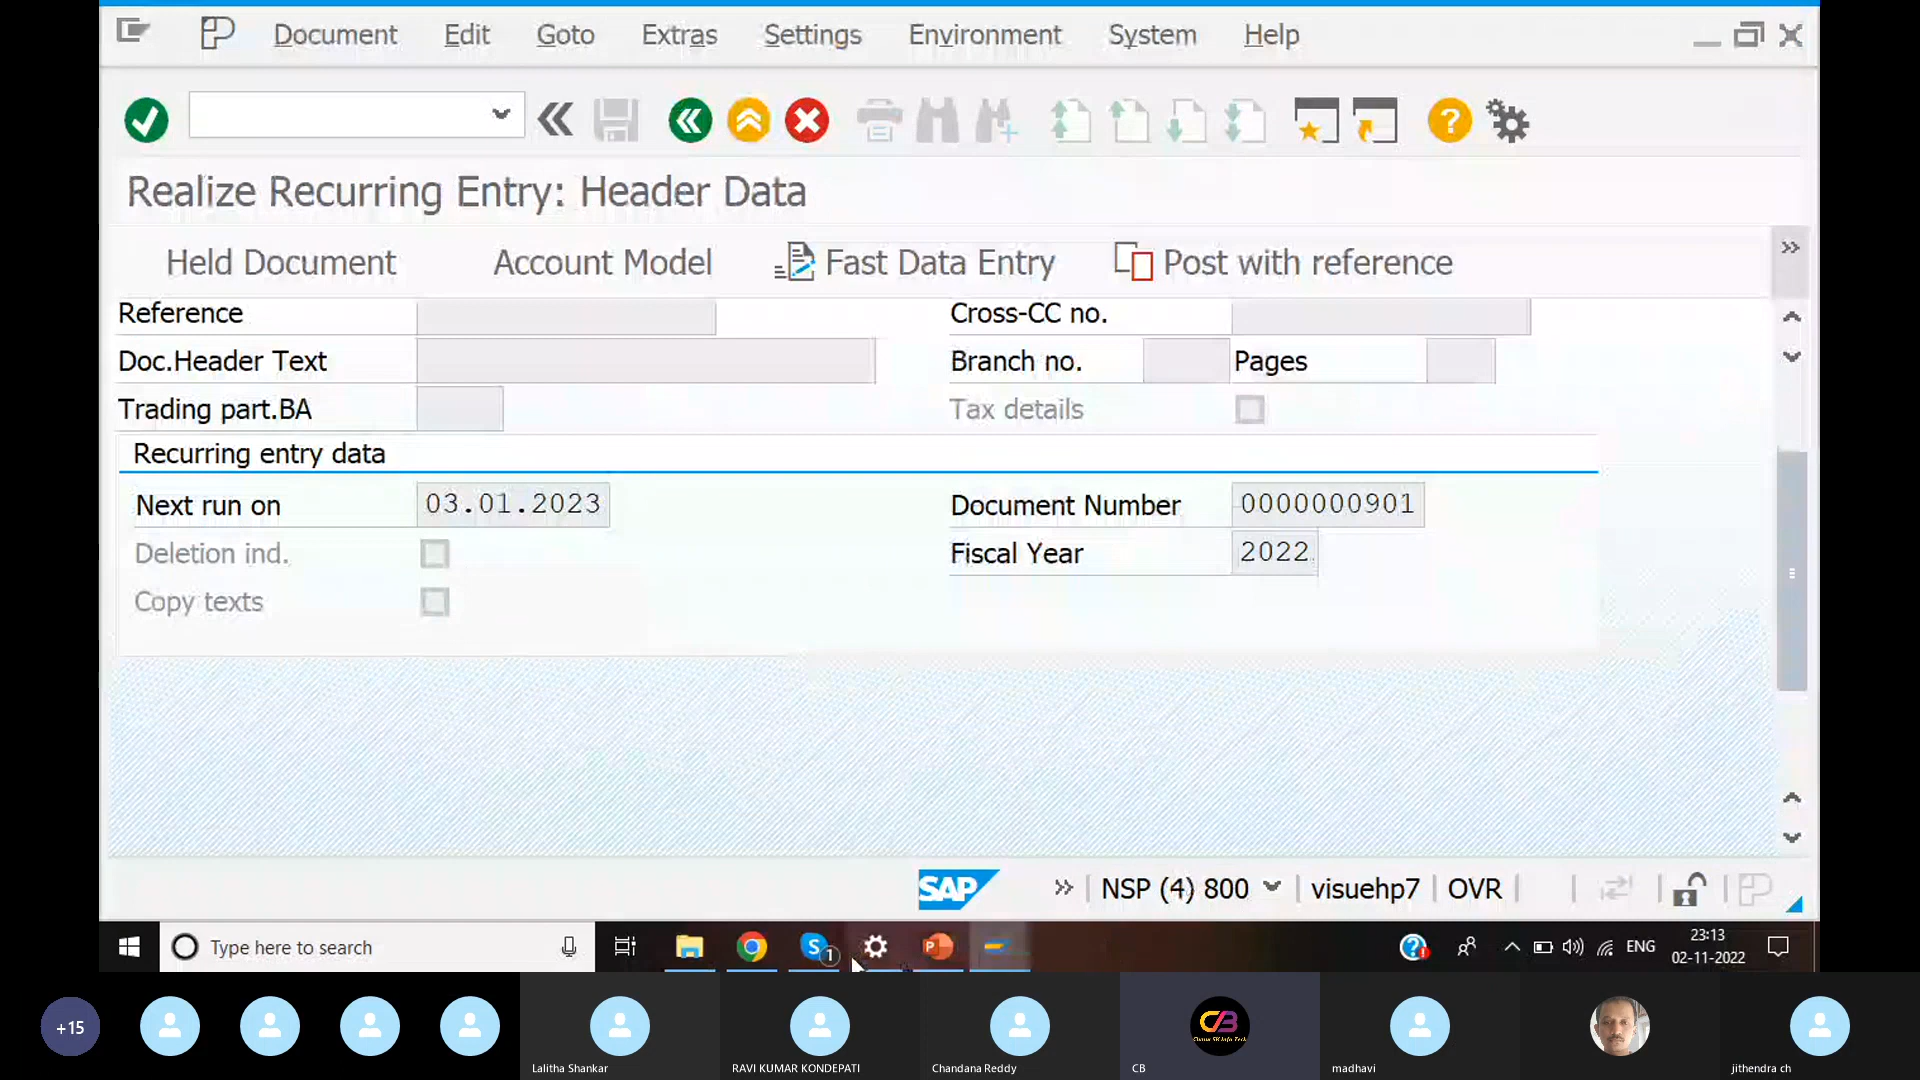 Document Edit Goto Extras Settings Environment System Help
Realize Recurring Entry: Header Data
Held Document Account Model Fast Data Entry Post with reference
Reference Cross-CC no.
Doc.Header Text Branch no. Pages
Trading part.BA Tax details
Recurring entry data
Next run on 03.01.2023 Document Number 0000000901
Deletion ind. Fiscal Year 2022
Copy texts
SAP NSP (4) 800 visuehp7 OVR
Type here to search 1 ENG 23:13
02-11-2022
+15
CB
Lalitha Shankar RAVI KUMAR KONDEPATI Chandana Reddy CB madhavi jithendra ch